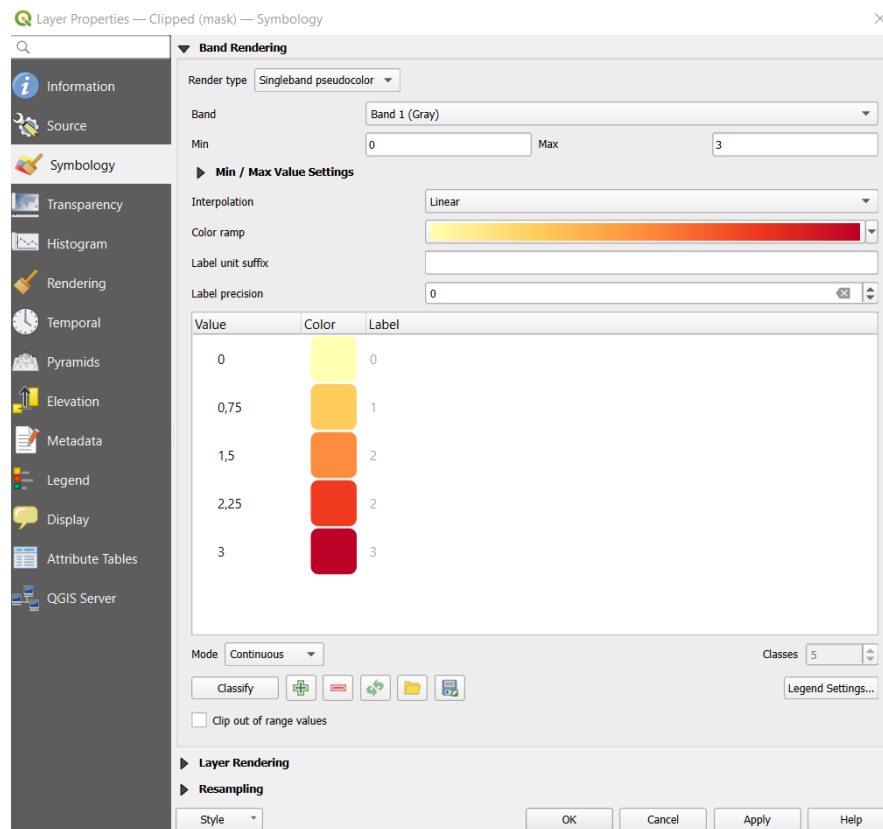 Layer Properties — Clipped (mask) — Symbology
Information
Source
Symbology
Transparency
Histogram
Rendering
Temporal
Pyramids
Elevation
Metadata
Legend
Display
Attribute Tables
QGIS Server
Band Rendering
Render type Singleband pseudocolor
Band Band 1 (Gray)
Min 0 Max 3
Min / Max Value Settings
Interpolation Linear
Color ramp
Label unit suffix
Label precision 0
Value Color Label
0 0
0,75 1
1,5 2
2,25 2
3 3
Mode Continuous Classes 5
Classify Legend Settings...
Clip out of range values
Layer Rendering
Resampling
Style OK Cancel Apply Help